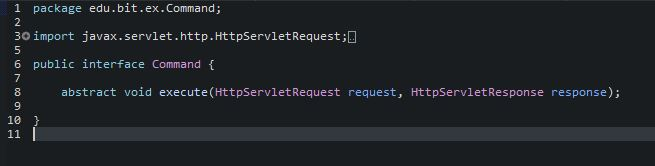 1 package edu.bit.ex.Command;
2
3 import javax.servlet.http.HttpServletRequest;
5
6 public interface Command {
7
8 abstract void execute(HttpServletRequest request, HttpServletResponse response);
9
10 }
11